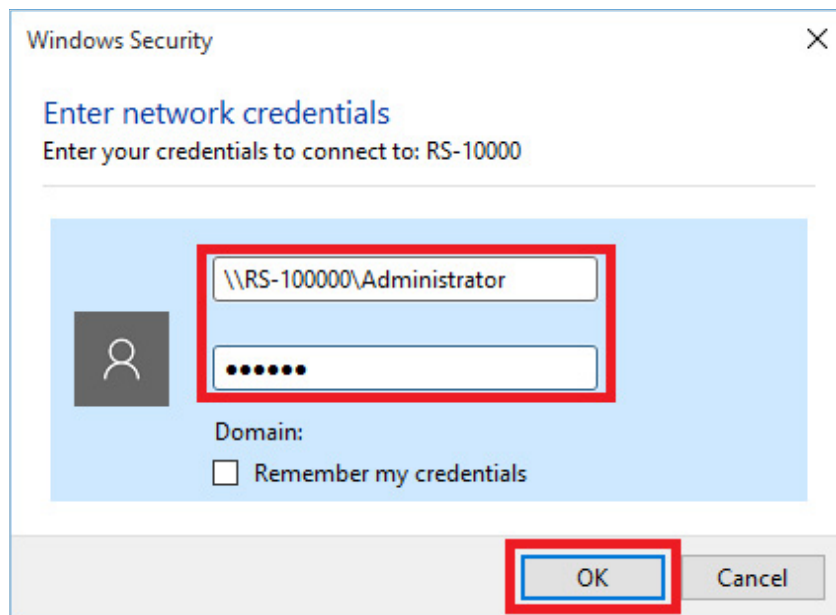 Windows Security
Enter network credentials
Enter your credentials to connect to: RS-10000
\\RS-100000\Administrator
••••••
Domain:
Remember my credentials
OK
Cancel